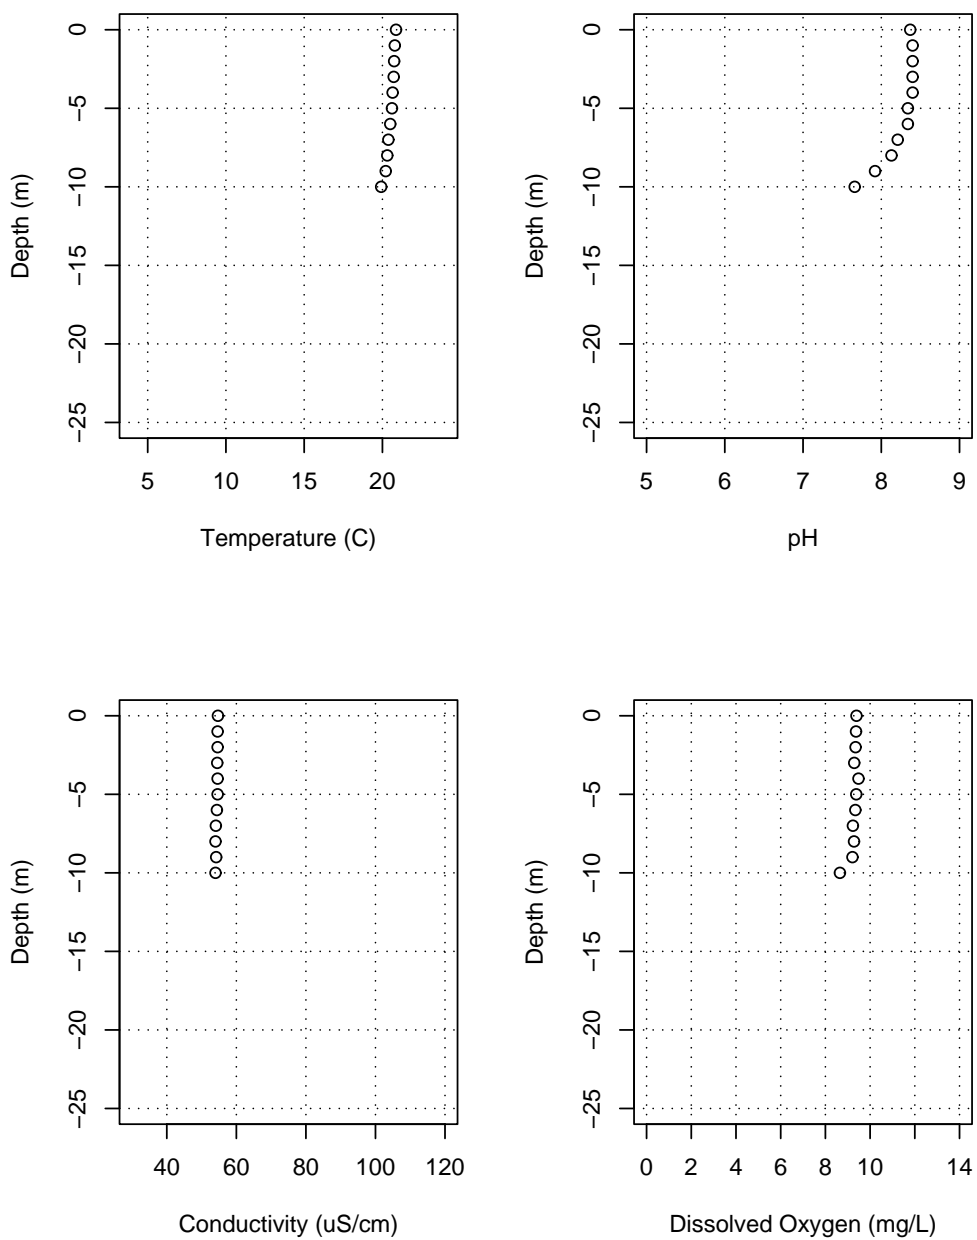 0
−5
−10
−15
−20
−25
Depth (m)
5 10 15 20
Temperature (C)
0
−5
−10
−15
−20
−25
Depth (m)
5 6 7 8 9
pH
0
−5
−10
−15
−20
−25
Depth (m)
40 60 80 100 120
Conductivity (uS/cm)
0
−5
−10
−15
−20
−25
Depth (m)
0 2 4 6 8 10 14
Dissolved Oxygen (mg/L)